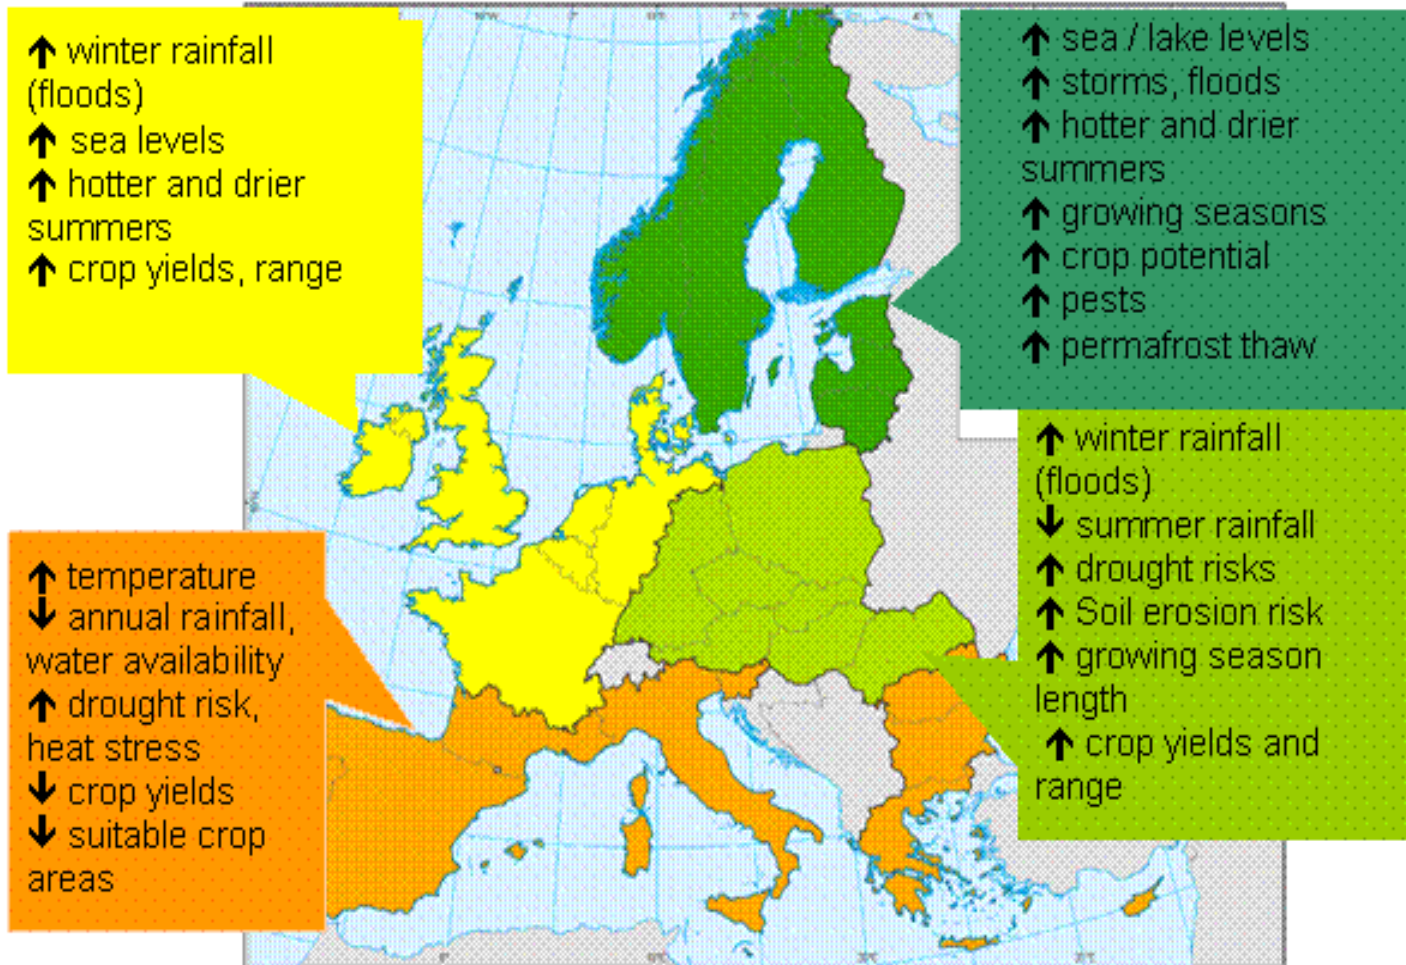 ↑ winter rainfall
(floods)
↑ sea levels
↑ hotter and drier
summers
↑ crop yields, range
↑ sea / lake levels
↑ storms, floods
↑ hotter and drier
summers
↑ growing seasons
↑ crop potential
↑ pests
↑ permafrost thaw
↑ temperature
↓ annual rainfall,
water availability
↑ drought risk,
heat stress
↓ crop yields
↓ suitable crop
areas
↑ winter rainfall
(floods)
↓ summer rainfall
↑ drought risks
↑ Soil erosion risk
↑ growing season
length
↑ crop yields and
range